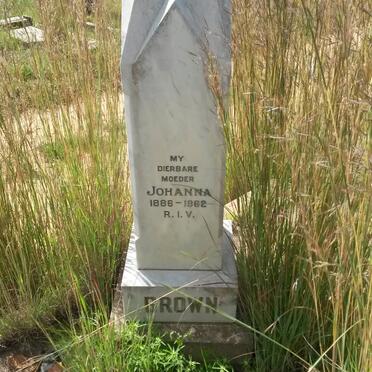 MY
DIERBARE
MOEDER
JOHANNA
1886-1962
R.I.V.
BROWN